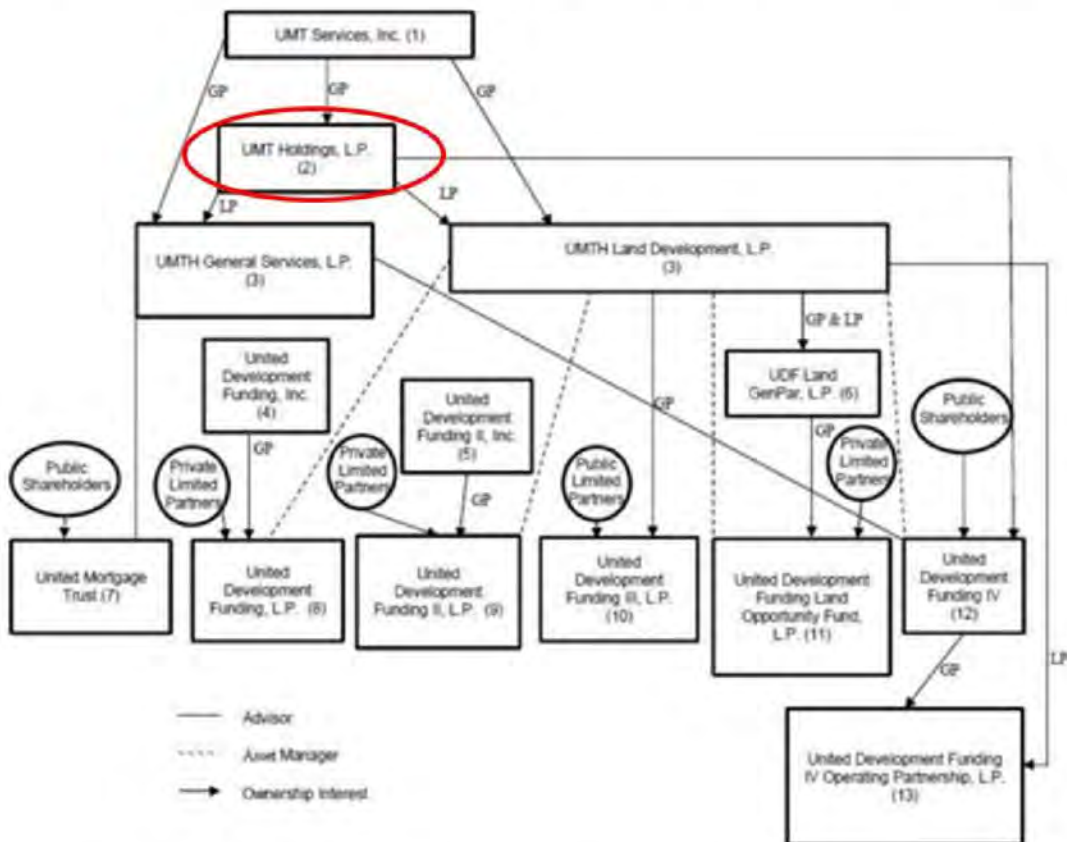 UMT Services, Inc. (1)
GP
GP
GP
UMT Holdings, L.P.
(2)
LP
LP
UMTH General Services, L.P.
(3)
UMTH Land Development, L.P.
(3)
GP & LP
United
Development
Funding, Inc.
(4)
United
Development
Funding II, Inc.
(5)
UDF Land
GenPar, L.P. (6)
Public
Shareholders
GP
GP
GP
GP
Public
Shareholders
Private
Limited
Partners
Private
Limited
Partners
Public
Limited
Partners
Private
Limited
Partners
United Mortgage
Trust (7)
United
Development
Funding, L.P. (8)
United
Development
Funding II, L.P. (9)
United
Development
Funding III, L.P.
(10)
United Development
Funding Land
Opportunity Fund,
L.P. (11)
United
Development
Funding IV
(12)
GP
LP
Advisor
Asset Manager
Ownership Interest
United Development Funding
IV Operating Partnership, L.P.
(13)